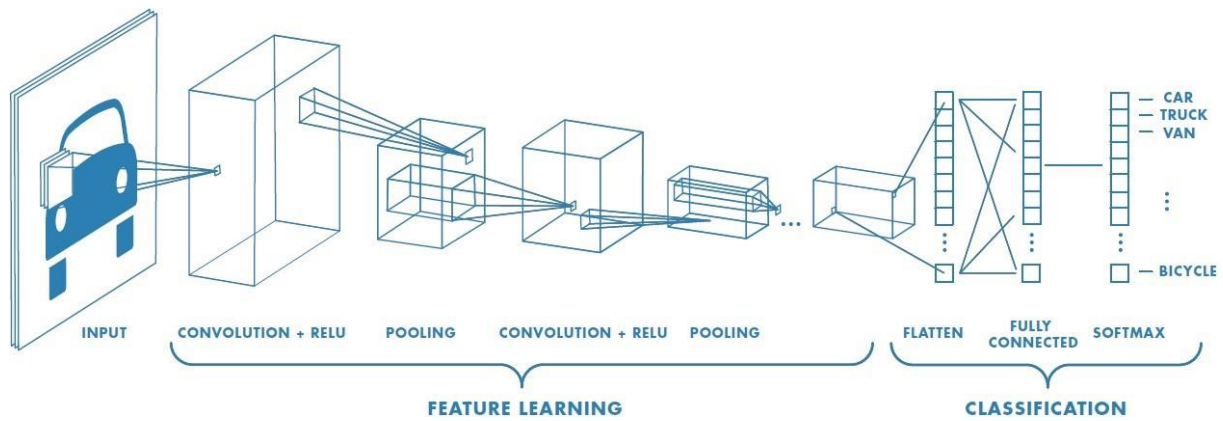 CAR
TRUCK
VAN
BICYCLE
INPUT
CONVOLUTION + RELU
POOLING
CONVOLUTION + RELU
POOLING
FLATTEN
FULLY
CONNECTED
SOFTMAX
FEATURE LEARNING
CLASSIFICATION